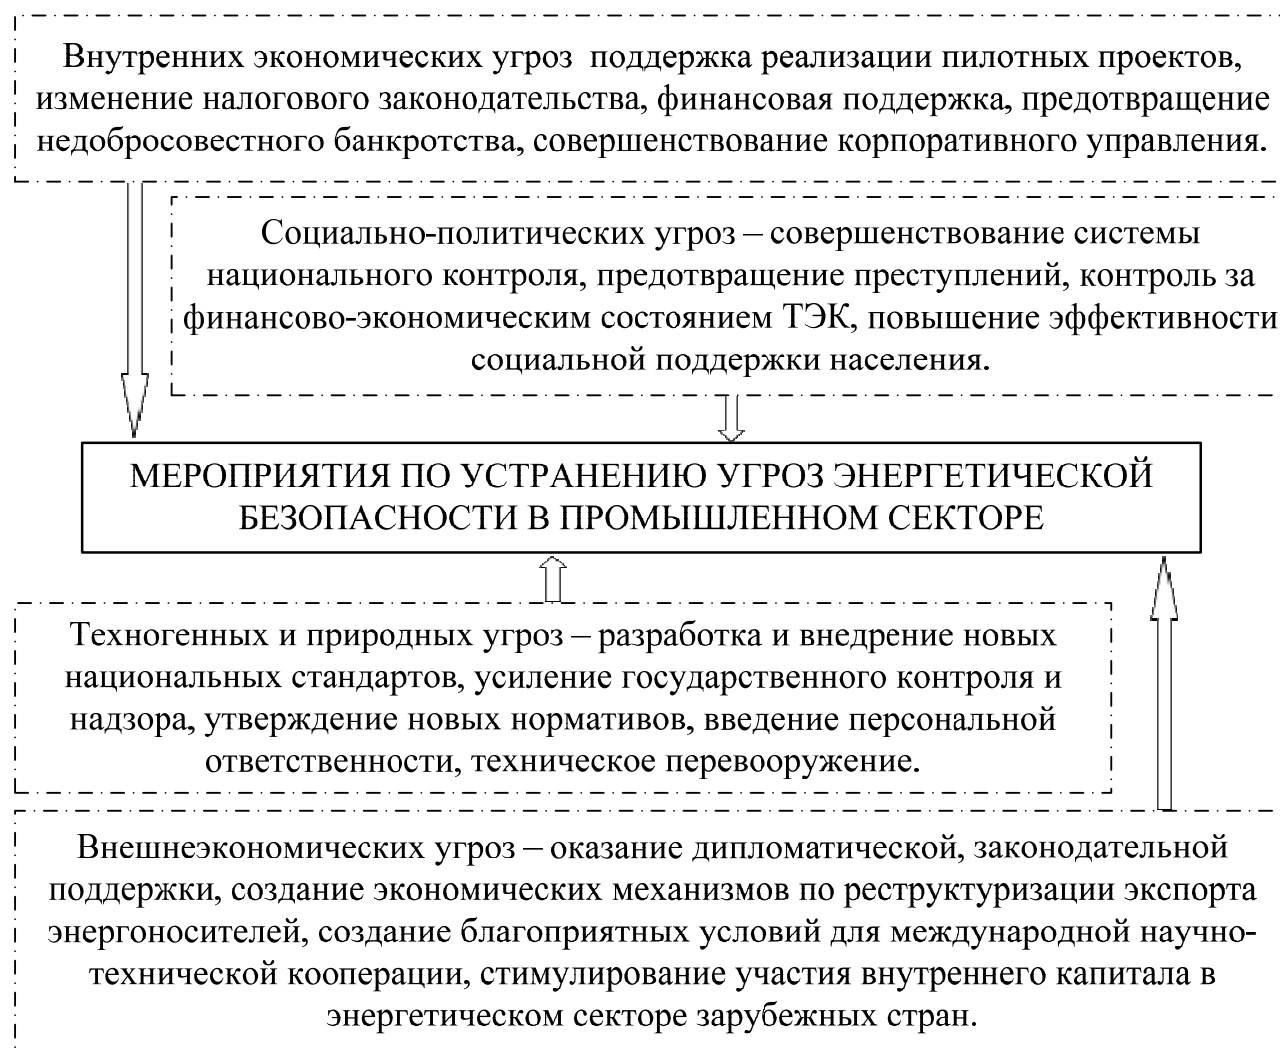 Внутренних экономических угроз поддержка реализации пилотных проектов,
изменение налогового законодательства, финансовая поддержка, предотвращение
недобросовестного банкротства, совершенствование корпоративного управления.
Социально-политических угроз – совершенствование системы
национального контроля, предотвращение преступлений, контроль за
финансово-экономическим состоянием ТЭК, повышение эффективности
социальной поддержки населения.
МЕРОПРИЯТИЯ ПО УСТРАНЕНИЮ УГРОЗ ЭНЕРГЕТИЧЕСКОЙ
БЕЗОПАСНОСТИ В ПРОМЫШЛЕННОМ СЕКТОРЕ
Техногенных и природных угроз – разработка и внедрение новых
национальных стандартов, усиление государственного контроля и
надзора, утверждение новых нормативов, введение персональной
ответственности, техническое перевооружение.
Внешнеэкономических угроз – оказание дипломатической, законодательной
поддержки, создание экономических механизмов по реструктуризации экспорта
энергоносителей, создание благоприятных условий для международной научно-
технической кооперации, стимулирование участия внутреннего капитала в
энергетическом секторе зарубежных стран.